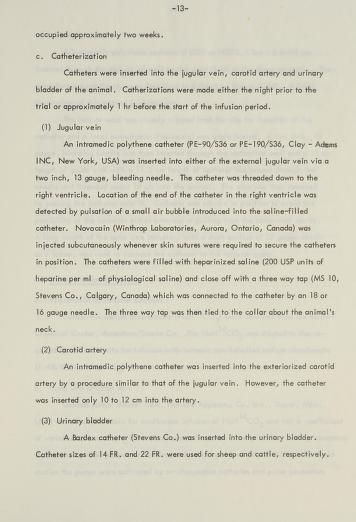 -13-
occupied approximately two weeks.
c. Catheterization
Catheters were inserted into the jugular vein, carotid artery and urinary
bladder of the animal. Catherizations were made either the night prior to the
trial or approximately 1 hr before the start of the infusion period.
(1) Jugular vein
An intramedic polyethene catheter (PE-90/S36 or PE-190/S36, Clay - Adams
INC, New York, USA) was inserted into either of the external jugular vein via a
two inch, 13 gauge, bleeding needle. The catheter was threaded down to the
right ventricle. Location of the end of the catheter in the right ventricule was
detected by pulsation of a small air bubble introduced into the saline-filled
catheter. Novocain (Winthrop Laboratories, Aurora, Ontario, Canada) was
injected subcutaneously whenever skin sutures were required to secure the catheters
in position. The catheters were filled with heparinized saline (200 USP units of
heparine per ml of physiological saline) and close off with a three way tap (MS 10,
Stevens Co., Calgary, Canada) which was connected to the catheter by an 18 or
16 gauge needle. The three way tap was then tied to the collar about the animal's
neck.
(2) Carotid artery
An intramedic polyethene catheter was inserted into the exteriorized carotid
artery by a procedure similar to that of the jugular vein. However, the catheter
was inserted only 10 to 12 cm into the artery.
(3) Urinary bladder
A Bardex catheter (Stevens Co.) was inserted into the urinary bladder.
Catheter sizes of 14 FR. and 22 FR. were used for sheep and cattle, respectively.